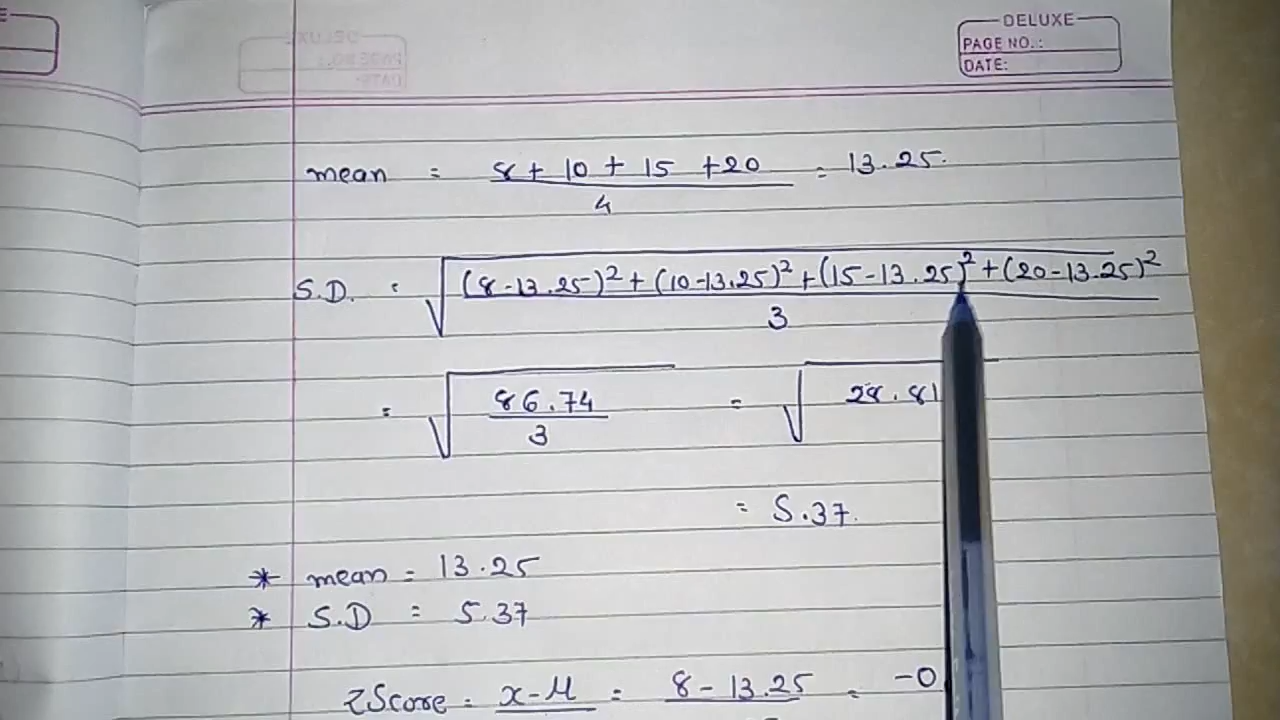 DELUXE
PAGE NO.:
DATE:
mean = 8 + 10 + 15 + 20 / 4 = 13.25.
S.D. = √((8-13.25)² + (10-13.25)² + (15-13.25)² + (20-13.25)² / 3)
= √(86.74 / 3) = √28.81
= 5.37.
* mean = 13.25
* S.D = 5.37
zScore = x-μ = 8 - 13.25 = -0